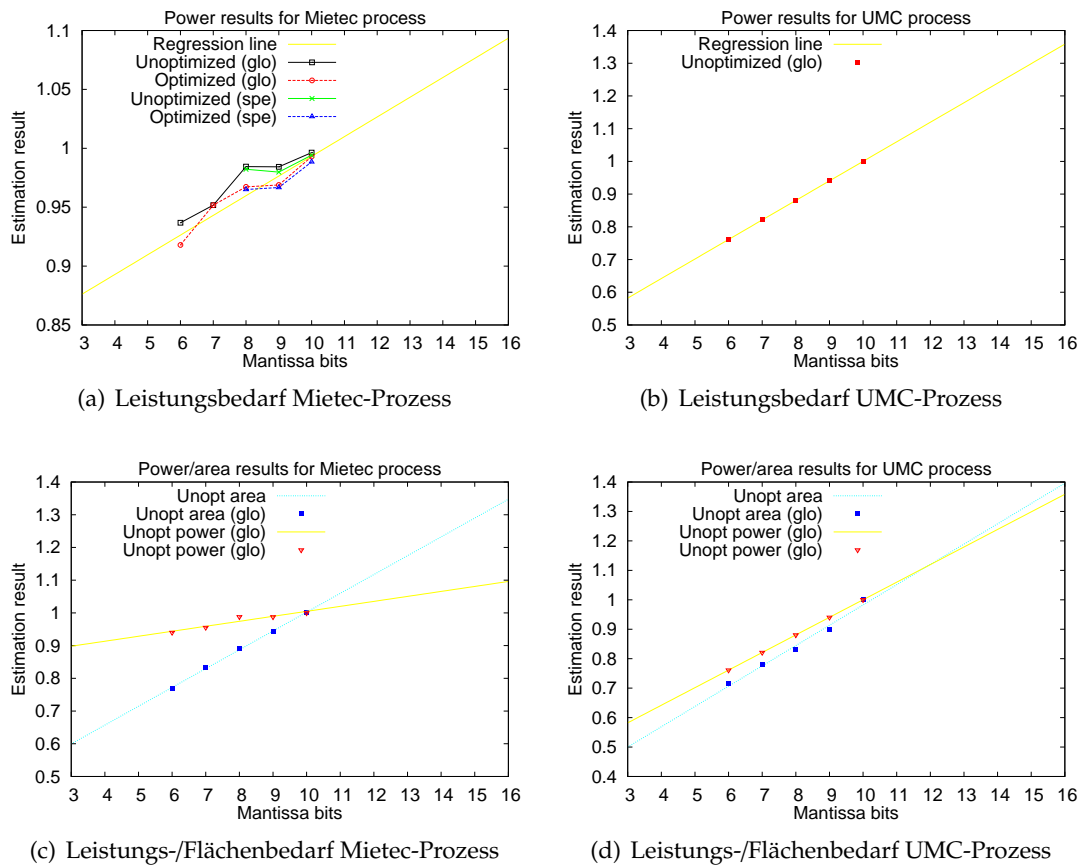 Power results for Mietec process
1.1
1.05
1
0.95
0.9
0.85
Estimation result
Regression line
Unoptimized (glo)
Optimized (glo)
Unoptimized (spe)
Optimized (spe)
3 4 5 6 7 8 9 10 11 12 13 14 15 16
Mantissa bits
(a) Leistungsbedarf Mietec-Prozess
Power results for UMC process
1.4
1.3
1.2
1.1
1
0.9
0.8
0.7
0.6
0.5
Estimation result
Regression line
Unoptimized (glo)
3 4 5 6 7 8 9 10 11 12 13 14 15 16
Mantissa bits
(b) Leistungsbedarf UMC-Prozess
Power/area results for Mietec process
1.4
1.3
1.2
1.1
1
0.9
0.8
0.7
0.6
0.5
Estimation result
Unopt area
Unopt area (glo)
Unopt power (glo)
Unopt power (glo)
3 4 5 6 7 8 9 10 11 12 13 14 15 16
Mantissa bits
(c) Leistungs-/Flächenbedarf Mietec-Prozess
Power/area results for UMC process
1.4
1.3
1.2
1.1
1
0.9
0.8
0.7
0.6
0.5
0.4
Estimation result
Unopt area
Unopt area (glo)
Unopt power (glo)
Unopt power (glo)
3 4 5 6 7 8 9 10 11 12 13 14 15 16
Mantissa bits
(d) Leistungs-/Flächenbedarf UMC-Prozess